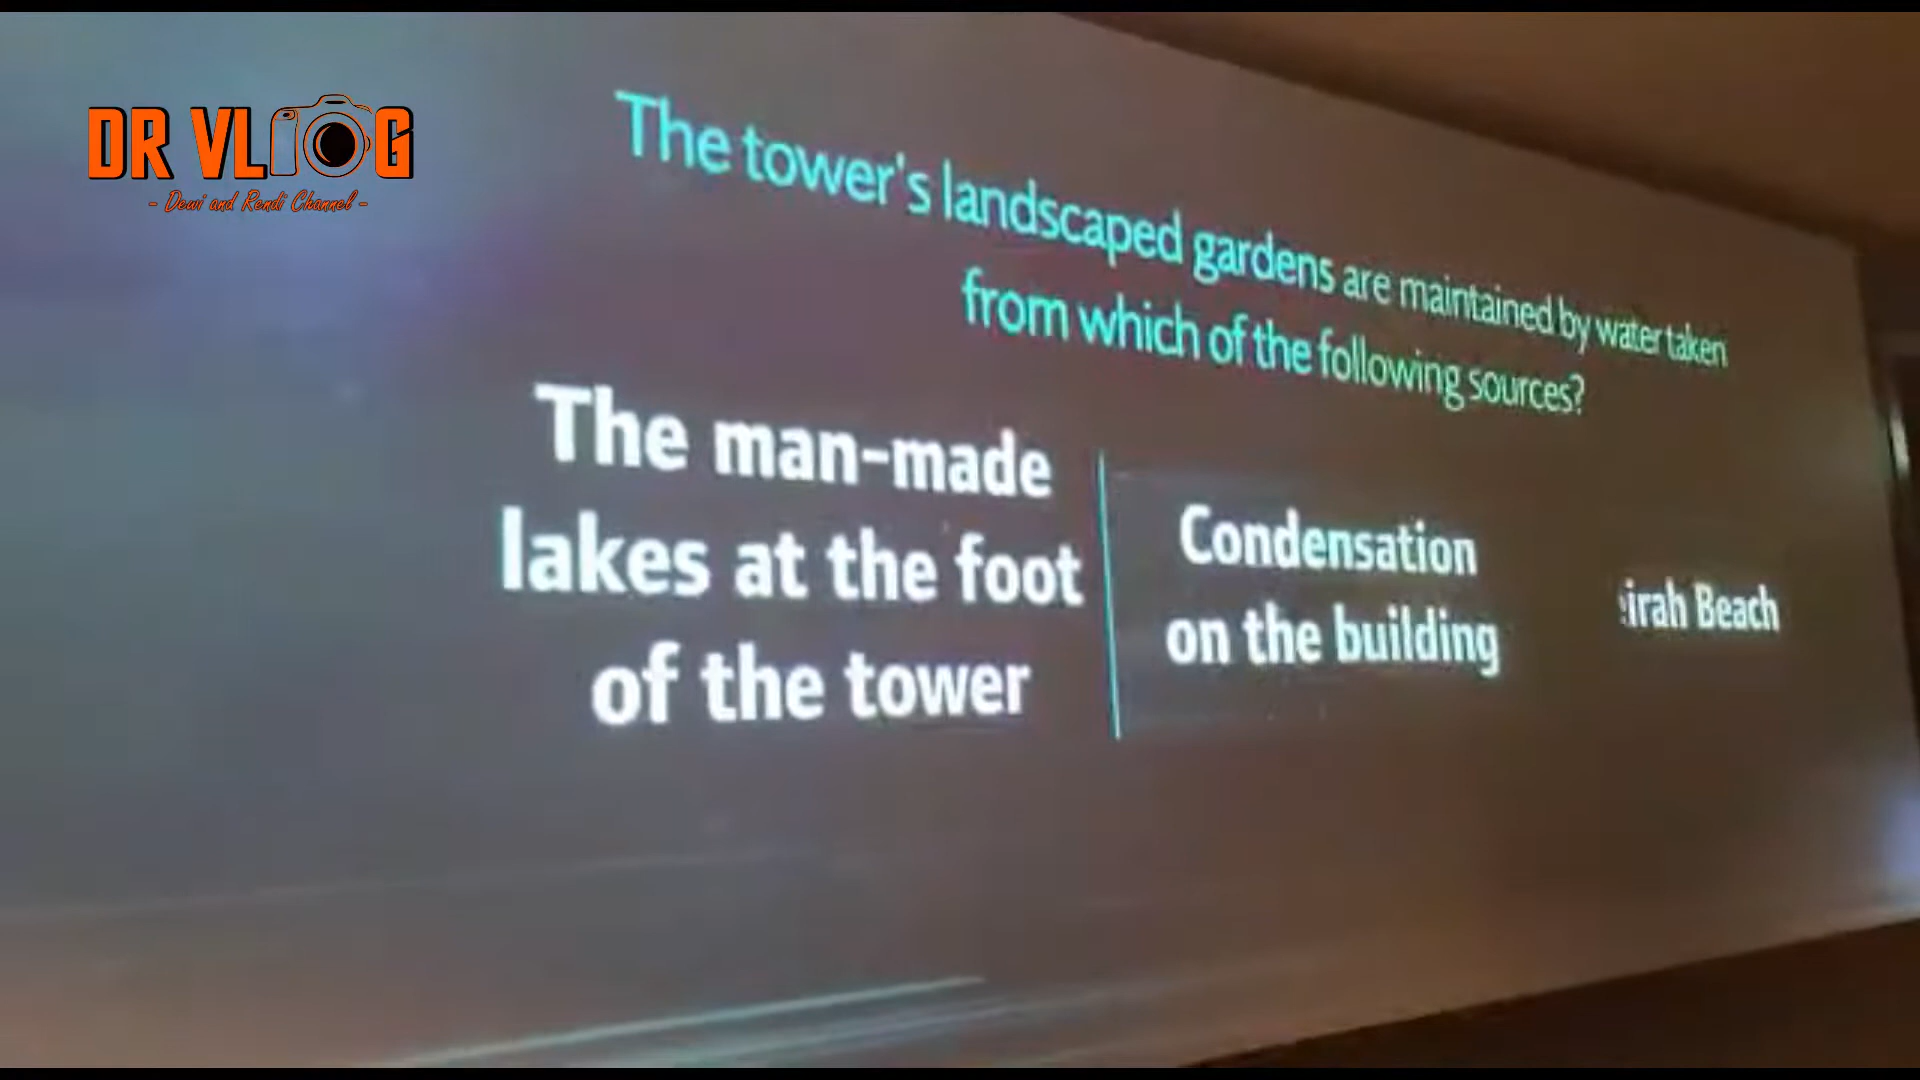 DR VLOG
- Dewi and Rendi Channel -
The tower's landscaped gardens are maintained by water taken
from which of the following sources?
The man-made
lakes at the foot
of the tower
Condensation
on the building
irah Beach